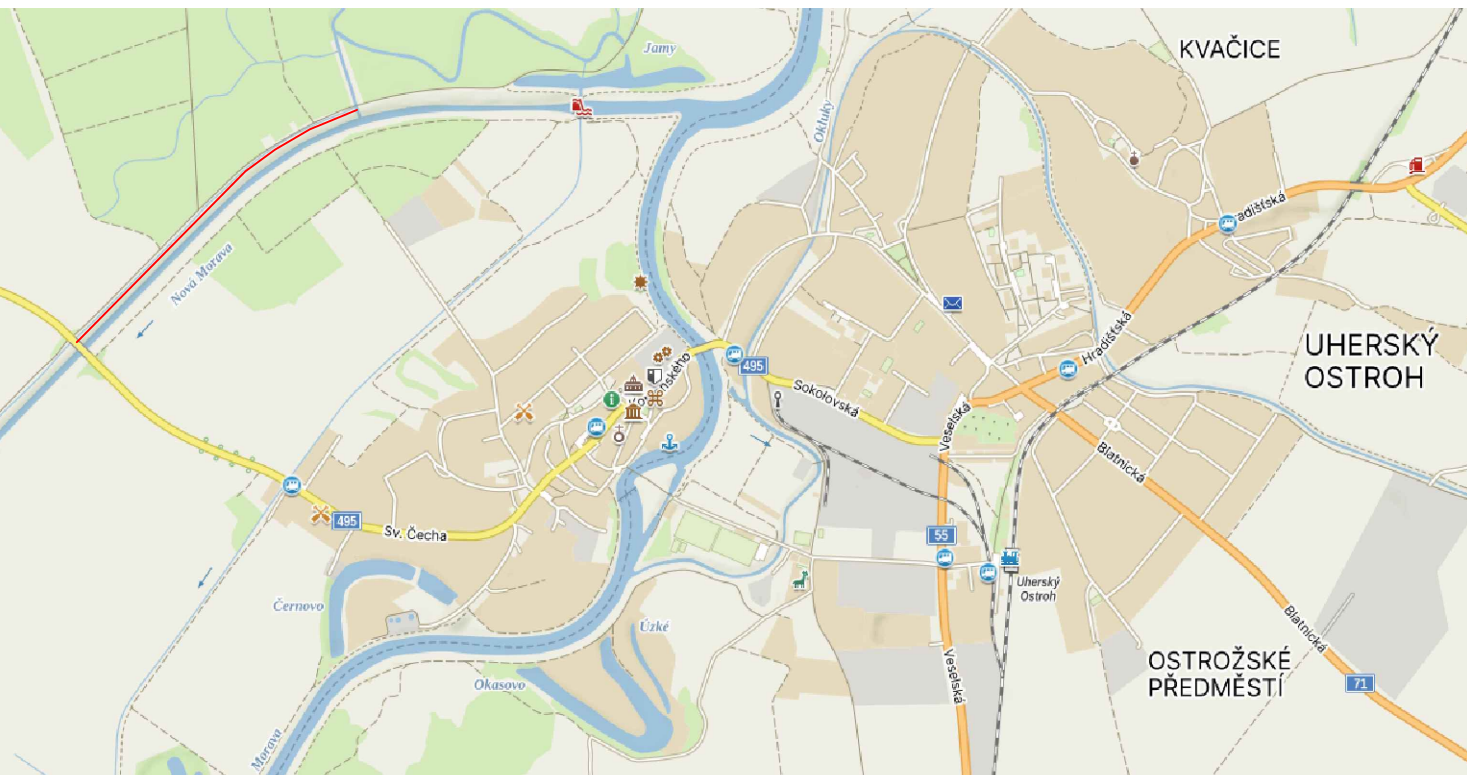 Jamy
KVAČICE
Okluky
adišťská
Nová Morava
Hradišťská
UHERSKÝ
OSTROH
495
Sokolovská
Veselská
Blatnická
495
Sv. Čecha
55
Uherský
Ostroh
Černovo
Úzké
Blatnická
OSTROŽSKÉ
PŘEDMĚSTÍ
Okasovo
Veselská
71
Morava